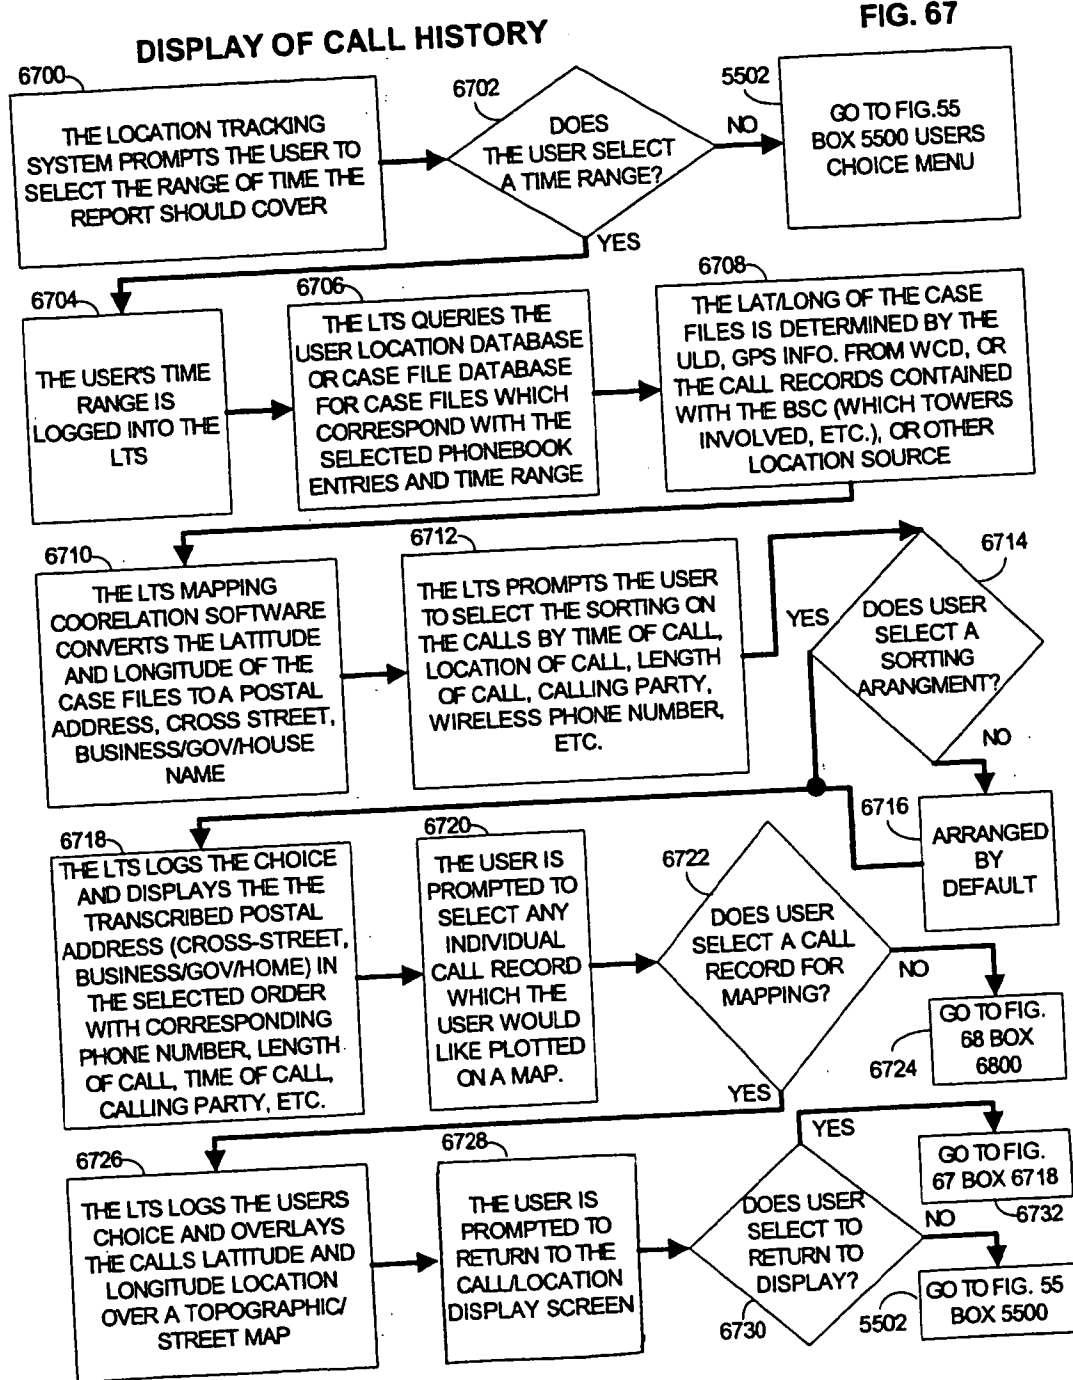 FIG. 67
DISPLAY OF CALL HISTORY
6700
THE LOCATION TRACKING
SYSTEM PROMPTS THE USER TO
SELECT THE RANGE OF TIME THE
REPORT SHOULD COVER
6702
DOES
THE USER SELECT
A TIME RANGE?
NO
YES
5502
GO TO FIG.55
BOX 5500 USERS
CHOICE MENU
6704
THE USER'S TIME
RANGE IS
LOGGED INTO THE
LTS
6706
THE LTS QUERIES THE
USER LOCATION DATABASE
OR CASE FILE DATABASE
FOR CASE FILES WHICH
CORRESPOND WITH THE
SELECTED PHONEBOOK
ENTRIES AND TIME RANGE
6708
THE LAT/LONG OF THE CASE
FILES IS DETERMINED BY THE
ULD, GPS INFO. FROM WCD, OR
THE CALL RECORDS CONTAINED
WITH THE BSC (WHICH TOWERS
INVOLVED, ETC.), OR OTHER
LOCATION SOURCE
6710
THE LTS MAPPING
COORELATION SOFTWARE
CONVERTS THE LATITUDE
AND LONGITUDE OF THE
CASE FILES TO A POSTAL
ADDRESS, CROSS STREET,
BUSINESS/GOV/HOUSE
NAME
6712
THE LTS PROMPTS THE USER
TO SELECT THE SORTING ON
THE CALLS BY TIME OF CALL,
LOCATION OF CALL, LENGTH
OF CALL, CALLING PARTY,
WIRELESS PHONE NUMBER,
ETC.
6714
DOES USER
SELECT A
SORTING
ARANGMENT?
YES
NO
6716
ARRANGED
BY
DEFAULT
6718
THE LTS LOGS THE CHOICE
AND DISPLAYS THE THE
TRANSCRIBED POSTAL
ADDRESS (CROSS-STREET,
BUSINESS/GOV/HOME) IN
THE SELECTED ORDER
WITH CORRESPONDING
PHONE NUMBER, LENGTH
OF CALL, TIME OF CALL,
CALLING PARTY, ETC.
6720
THE USER IS
PROMPTED TO
SELECT ANY
INDIVIDUAL
CALL RECORD
WHICH THE
USER WOULD
LIKE PLOTTED
ON A MAP.
6722
DOES USER
SELECT A CALL
RECORD FOR
MAPPING?
NO
YES
6724
GO TO FIG.
68 BOX
6800
6726
THE LTS LOGS THE USERS
CHOICE AND OVERLAYS
THE CALLS LATITUDE AND
LONGITUDE LOCATION
OVER A TOPOGRAPHIC/
STREET MAP
6728
THE USER IS
PROMPTED TO
RETURN TO THE
CALL/LOCATION
DISPLAY SCREEN
6730
DOES USER
SELECT TO
RETURN TO
DISPLAY?
YES
NO
GO TO FIG.
67 BOX 6718
6732
5502
GO TO FIG. 55
BOX 5500